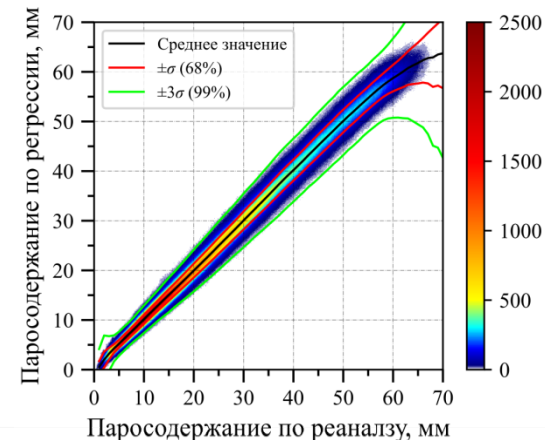 Паросодержание по регрессии, мм
70
60
50
40
30
20
10
0
Среднее значение
±σ (68%)
±3σ (99%)
0 10 20 30 40 50 60 70
Паросодержание по реаналзу, мм
2500
2000
1500
1000
500
0